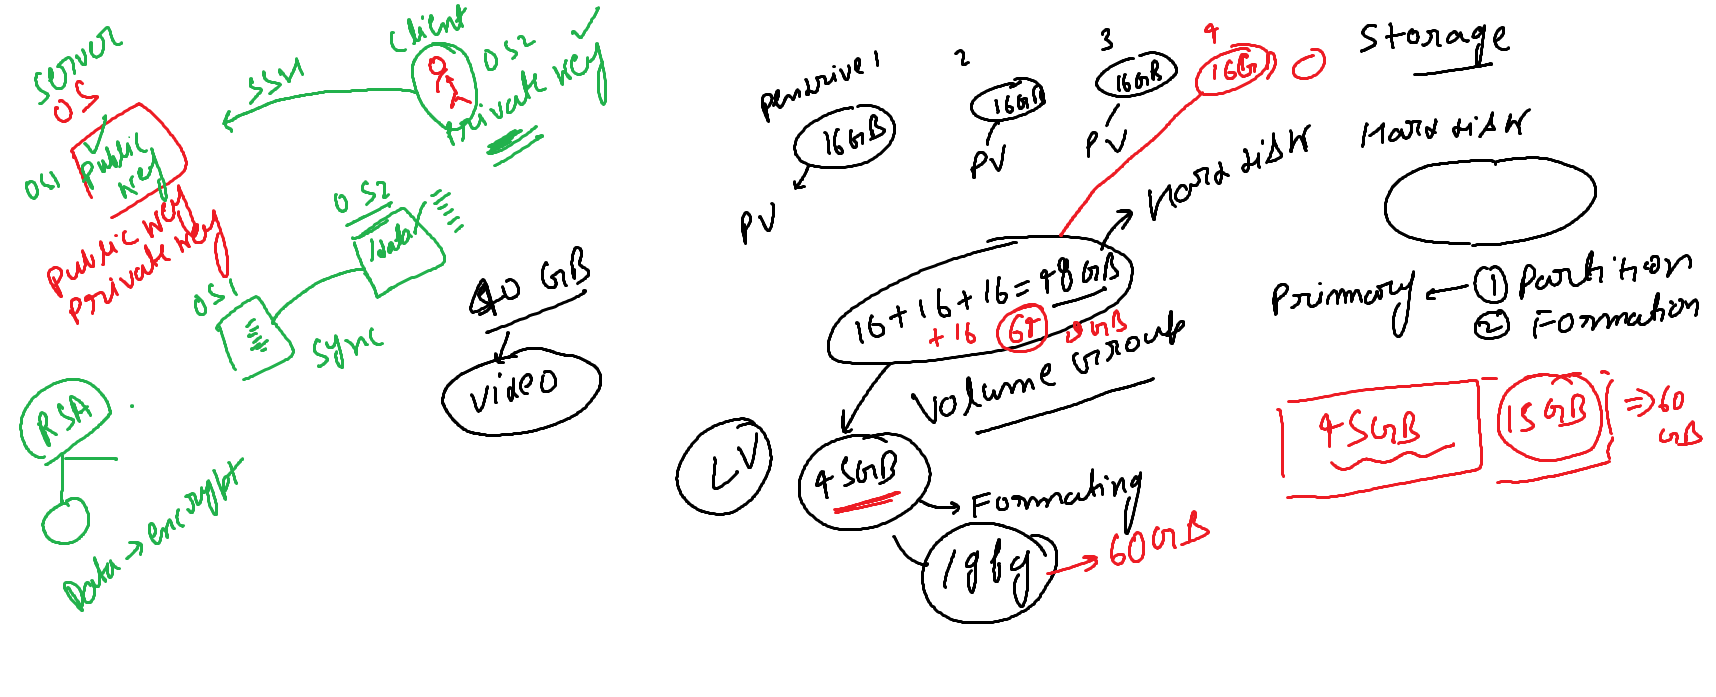 Server
OS
OS1
public
key
public key
private key
SSH
client
OS2
private key
OS2
/data
OS1
sync
RSA
Data → encrypt
40 GB
video
pendrive 1
16GB
PV
2
16GB
PV
3
16GB
PV
4
16GB
Storage
Hard disk
Hard disk
16+16+16=48GB
+16 64 GB
Volume Group
LV
45GB
Formating
60GB
Primary ← ① Partition
② Formation
45GB 15GB ⇒ 60
GB